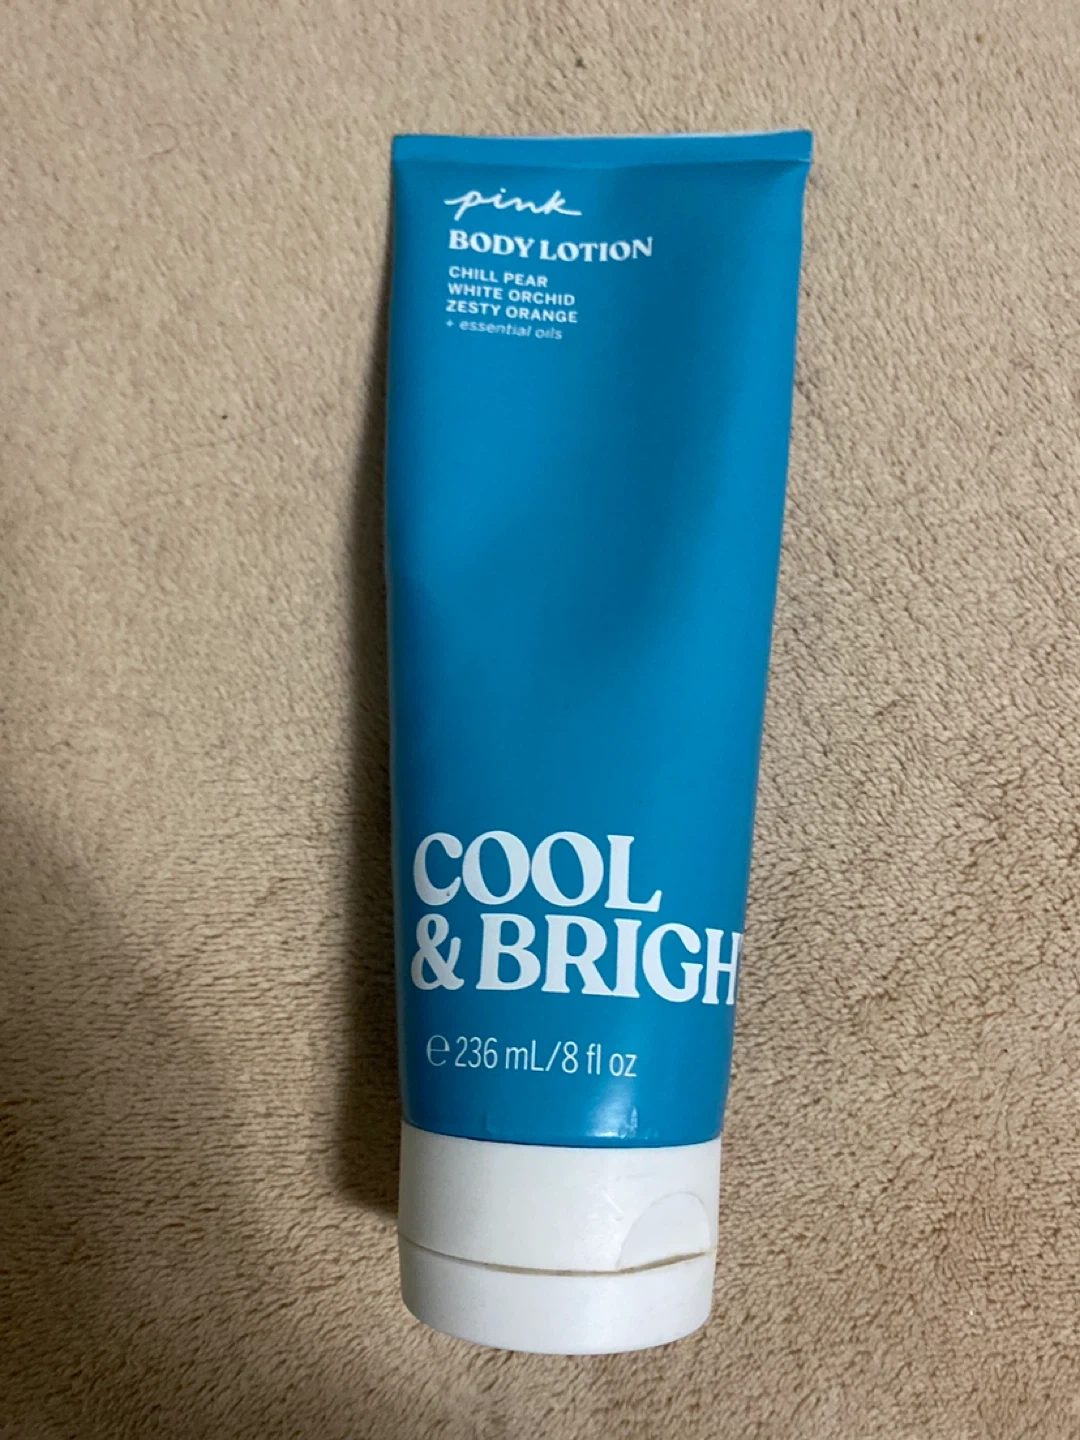 pink
BODY LOTION
CHILL PEAR
WHITE ORCHID
ZESTY ORANGE
+ essential oils
COOL
& BRIGH
℮ 236 mL/8 fl oz